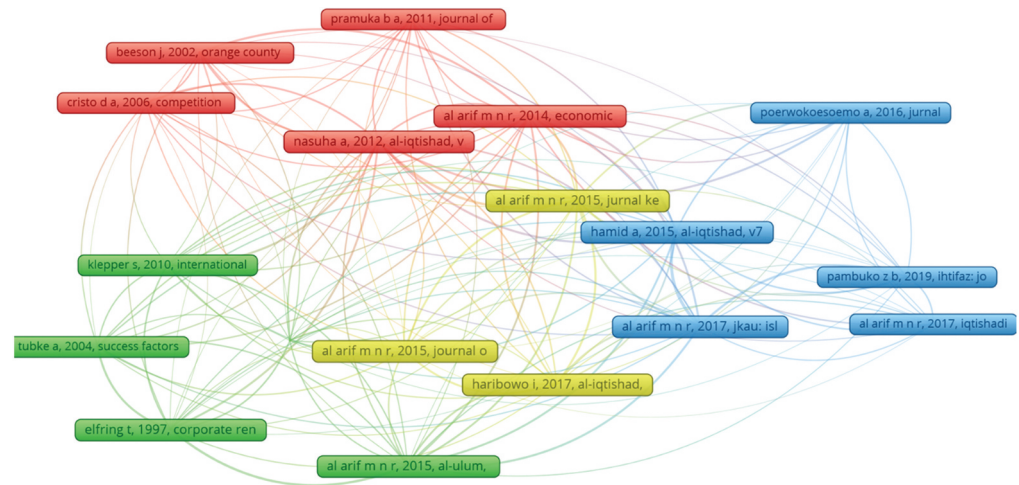 pramuka b a, 2011, journal of
beeson j, 2002, orange county
cristo d a, 2006, competition
al arif m n r, 2014, economic
poerwokoesoemo a, 2016, jurnal
nasuha a, 2012, al-iqtishad, v
al arif m n r, 2015, jurnal ke
hamid a, 2015, al-iqtishad, v7
klepper s, 2010, international
pambuko z b, 2019, ihtifaz: jo
al arif m n r, 2017, jkau: isl
al arif m n r, 2017, iqtishadi
tubke a, 2004, success factors
al arif m n r, 2015, journal o
haribowo i, 2017, al-iqtishad,
elfring t, 1997, corporate ren
al arif m n r, 2015, al-ulum,